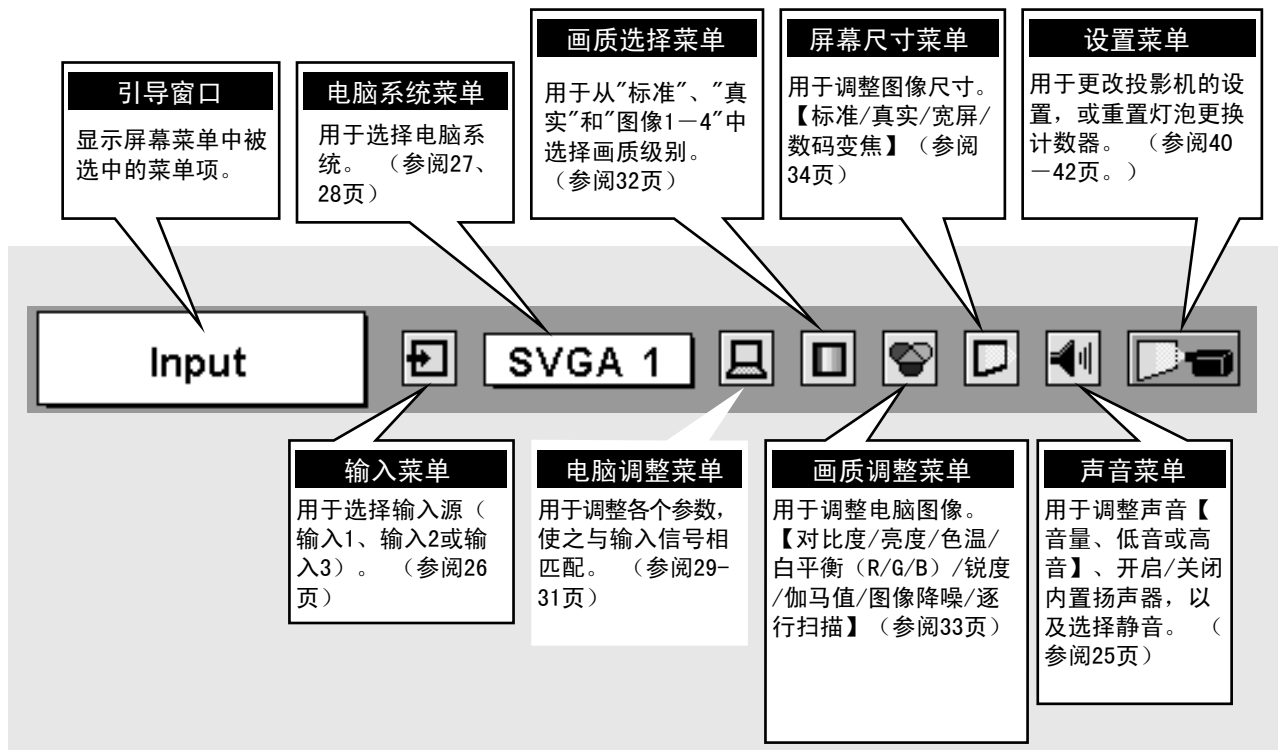 引导窗口
显示屏幕菜单中被
选中的菜单项。
电脑系统菜单
用于选择电脑系
统。 （参阅27、
28页）
画质选择菜单
用于从"标准"、"真
实"和"图像1－4"中
选择画质级别。
（参阅32页）
屏幕尺寸菜单
用于调整图像尺寸。
【标准/真实/宽屏/
数码变焦】（参阅
34页）
设置菜单
用于更改投影机的设
置，或重置灯泡更换
计数器。 （参阅40
－42页。）
Input
SVGA 1
输入菜单
用于选择输入源（
输入1、输入2或输
入3）。 （参阅26
页）
电脑调整菜单
用于调整各个参数，
使之与输入信号相
匹配。 （参阅29-
31页）
画质调整菜单
用于调整电脑图像。
【对比度/亮度/色温/
白平衡（R/G/B）/锐度
/伽马值/图像降噪/逐
行扫描】（参阅33页）
声音菜单
用于调整声音【
音量、低音或高
音】、开启/关闭
内置扬声器，以
及选择静音。 （
参阅25页）